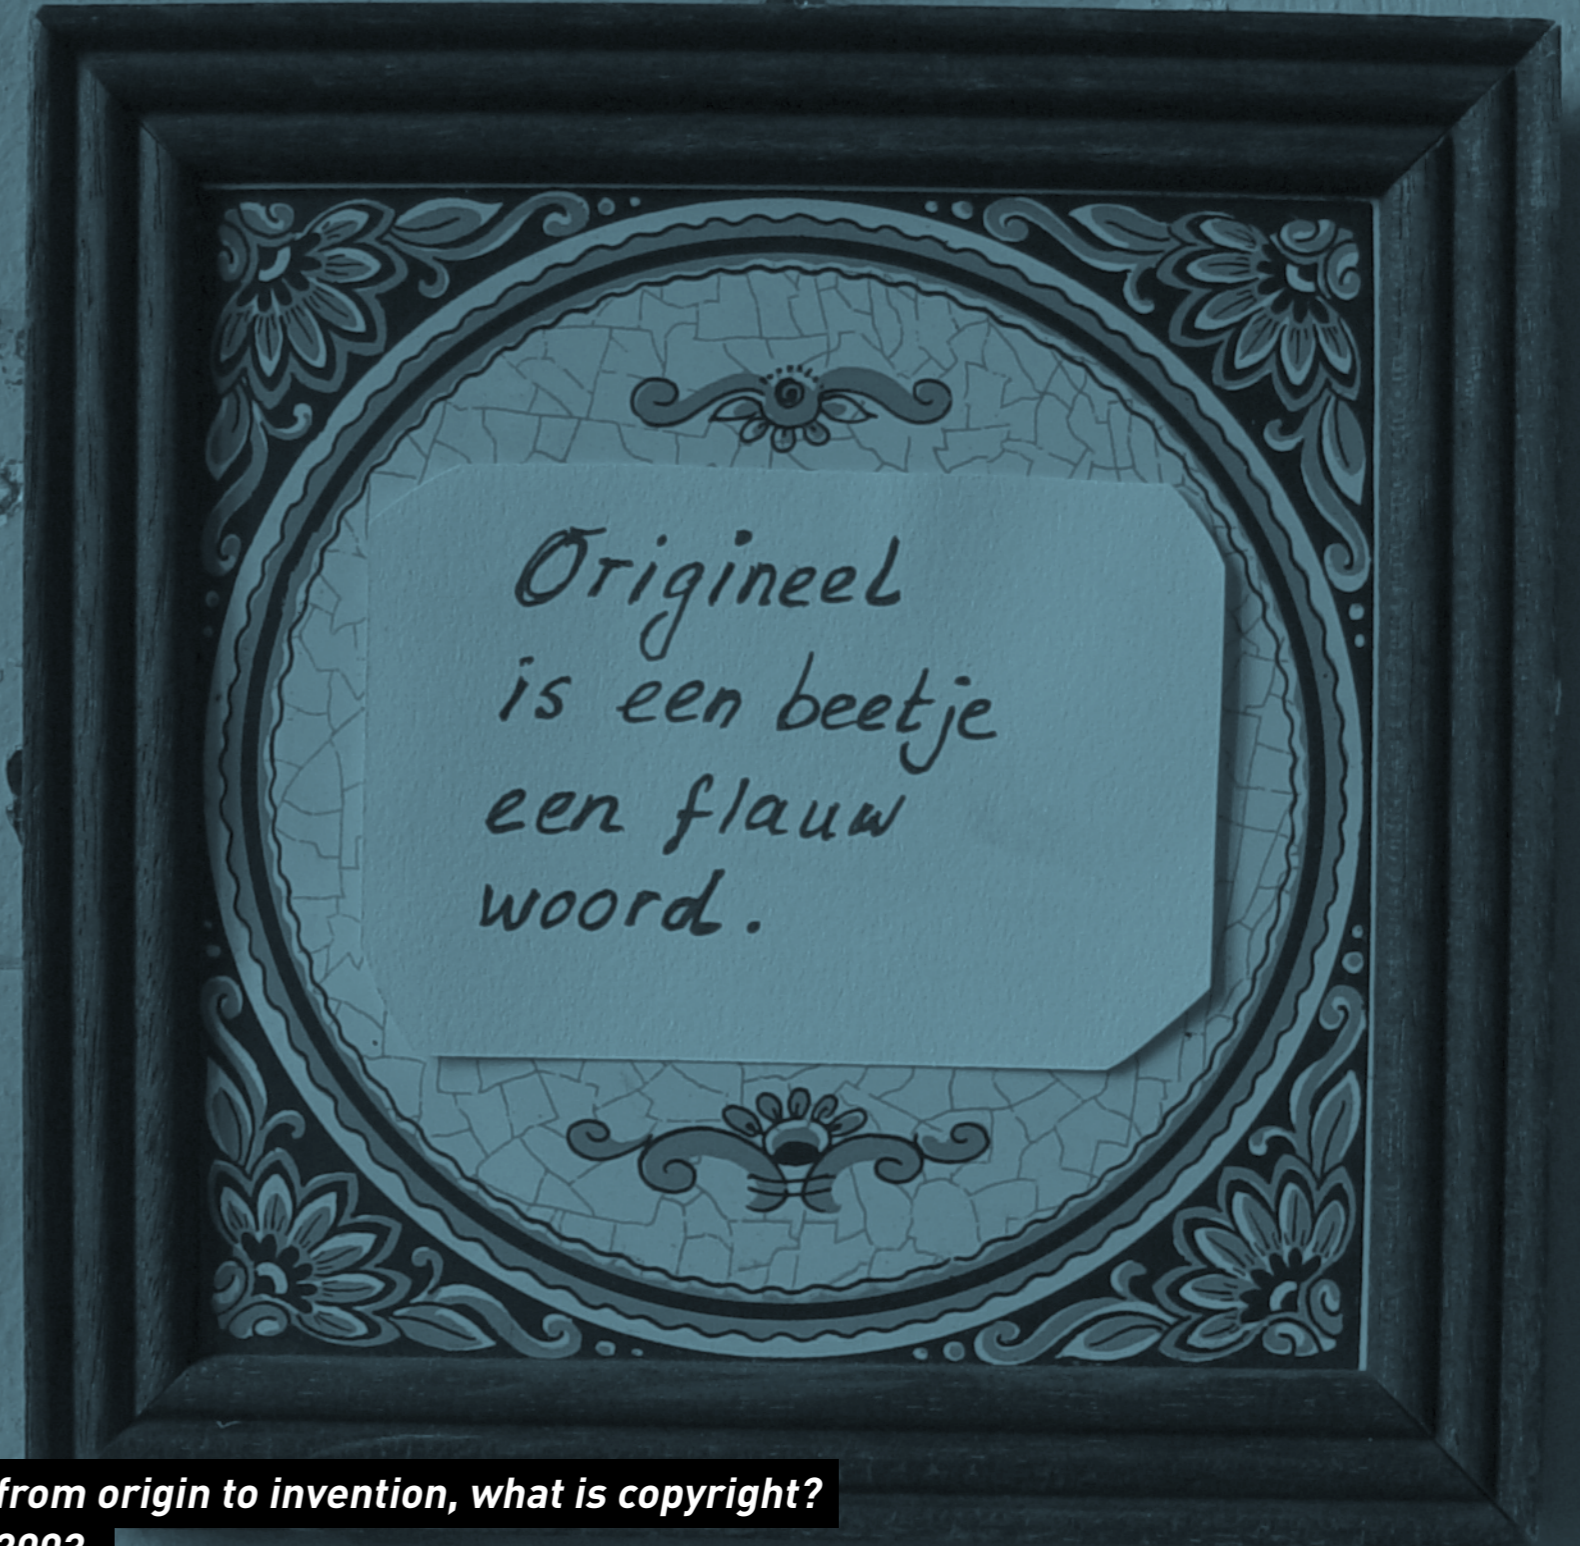 Origineel
is een beetje
een flauw
woord.
from origin to invention, what is copyright?